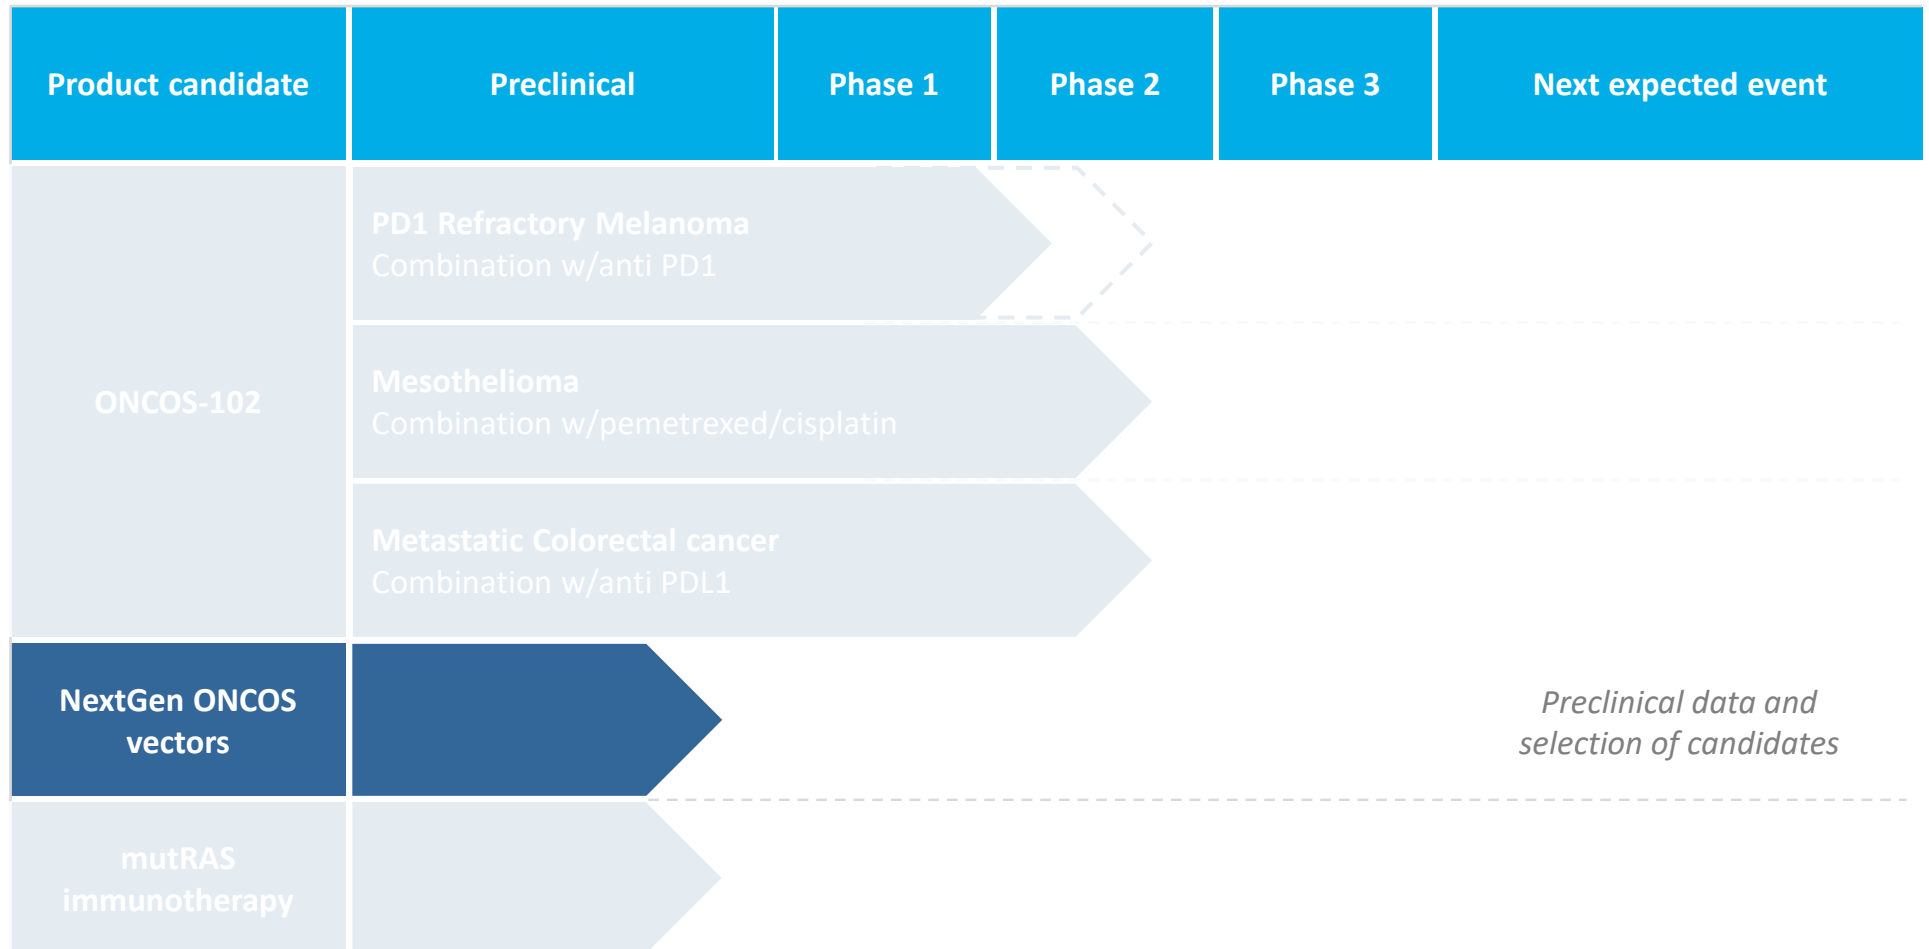 Product candidate
Preclinical
Phase 1
Phase 2
Phase 3
Next expected event
ONCOS-102
PD1 Refractory Melanoma
Combination w/anti PD1
Mesothelioma
Combination w/pemetrexed/cisplatin
Metastatic Colorectal cancer
Combination w/anti PDL1
NextGen ONCOS
vectors
Preclinical data and
selection of candidates
mutRAS
immunotherapy